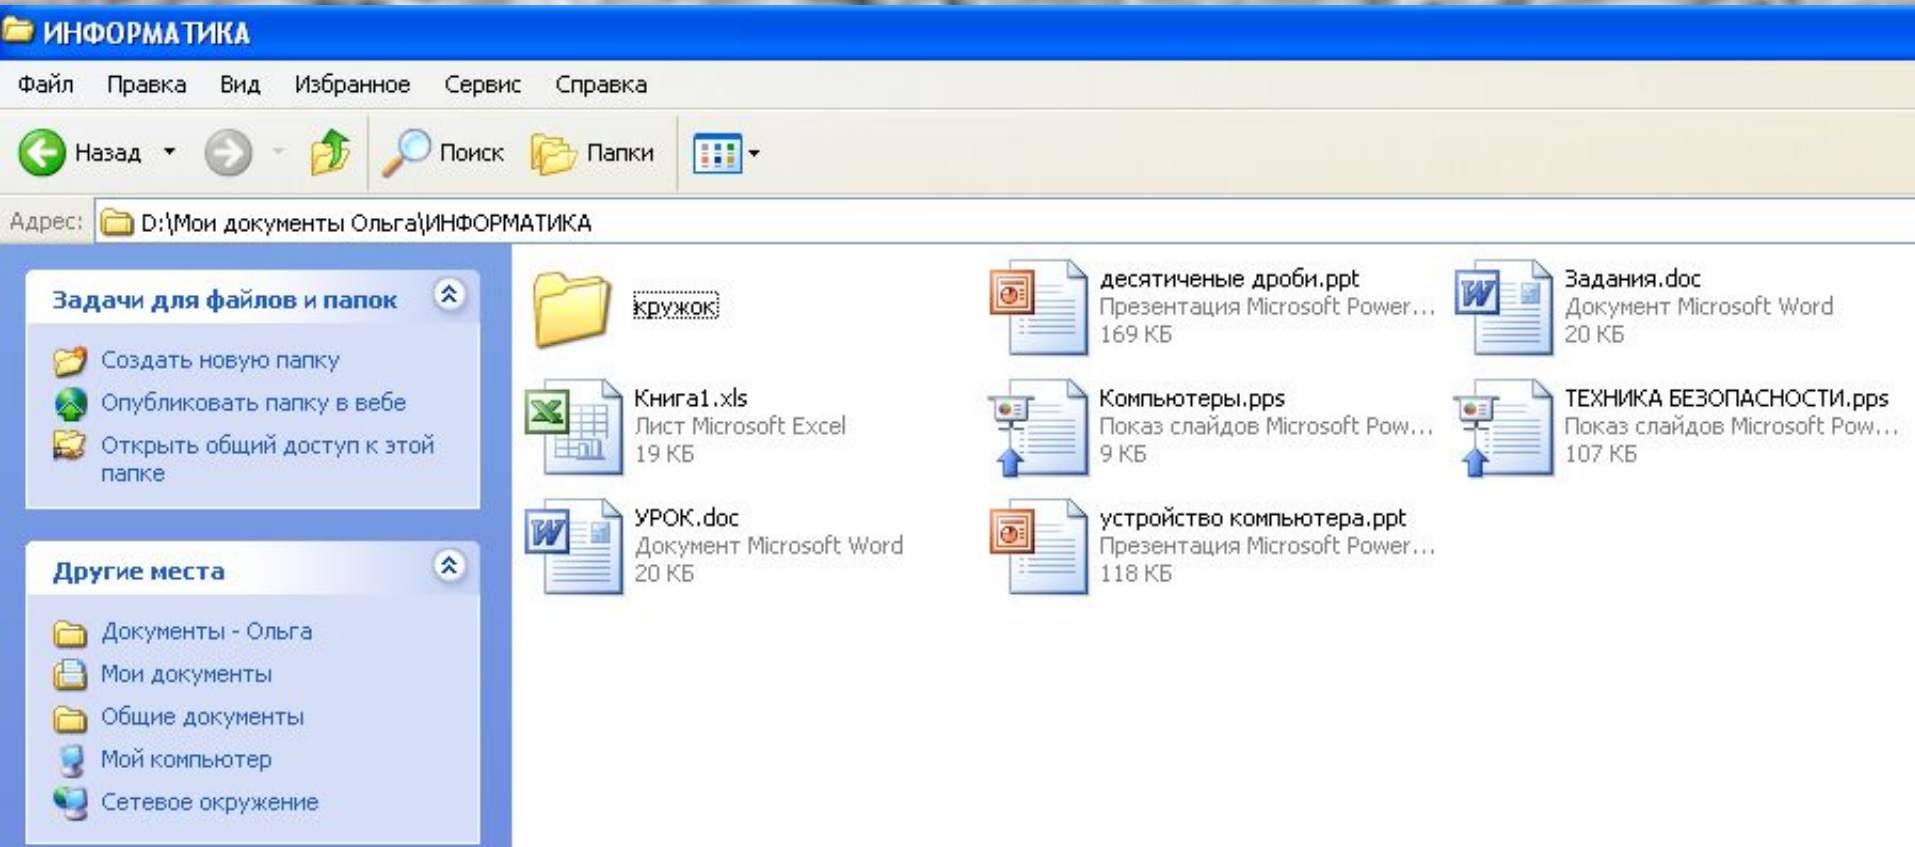 ИНФОРМАТИКА
Файл Правка Вид Избранное Сервис Справка
Назад Поиск Папки
Адрес: D:\Мои документы Ольга\ИНФОРМАТИКА
Задачи для файлов и папок
Создать новую папку
Опубликовать папку в вебе
Открыть общий доступ к этой
папке
Другие места
Документы - Ольга
Мои документы
Общие документы
Мой компьютер
Сетевое окружение
кружок
десятиченые дроби.ppt
Презентация Microsoft Power...
169 КБ
Задания.doc
Документ Microsoft Word
20 КБ
Книга1.xls
Лист Microsoft Excel
19 КБ
Компьютеры.pps
Показ слайдов Microsoft Pow...
9 КБ
ТЕХНИКА БЕЗОПАСНОСТИ.pps
Показ слайдов Microsoft Pow...
107 КБ
УРОК.doc
Документ Microsoft Word
20 КБ
устройство компьютера.ppt
Презентация Microsoft Power...
118 КБ